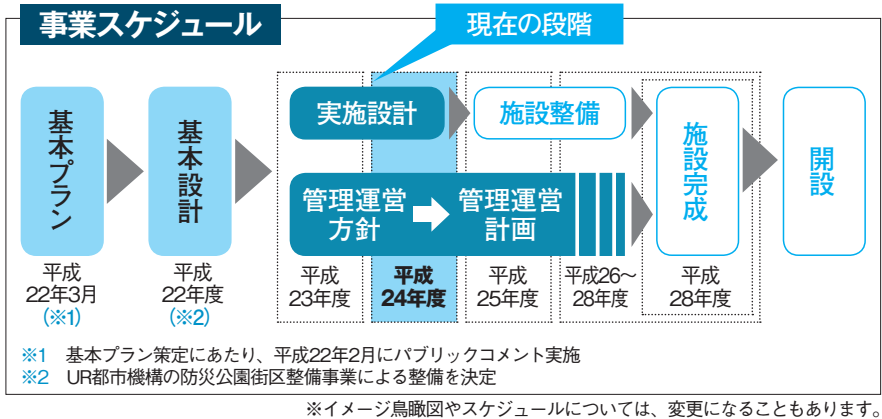 事業スケジュール
現在の段階
基本プラン
基本設計
実施設計
施設整備
管理運営
方針
管理運営
計画
施設完成
開設
平成
22年3月
(※1)
平成
22年度
(※2)
平成
23年度
平成
24年度
平成
25年度
平成26〜
28年度
平成
28年度
※1 基本プラン策定にあたり、平成22年2月にパブリックコメント実施
※2 UR都市機構の防災公園街区整備事業による整備を決定
※イメージ鳥瞰図やスケジュールについては、変更になることもあります。